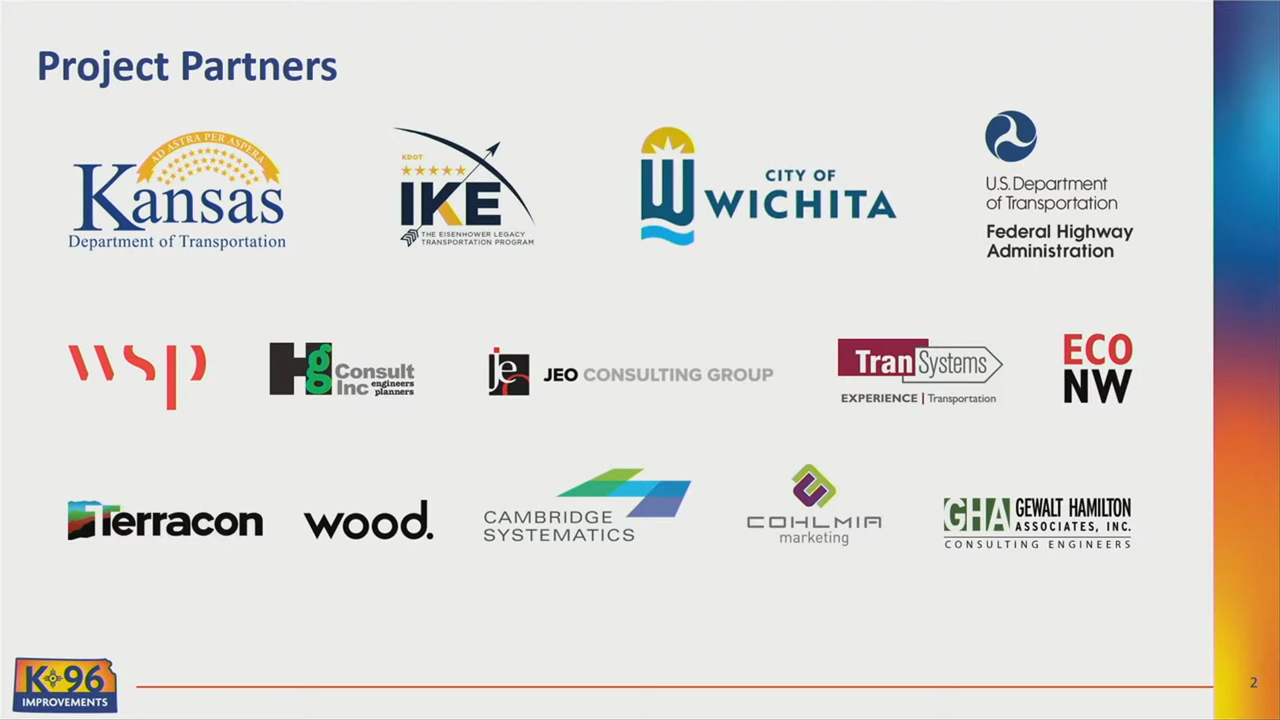 Project Partners
AD ASTRA PER ASPERA
Kansas
Department of Transportation
KDOT
IKE
THE EISENHOWER LEGACY
TRANSPORTATION PROGRAM
W
CITY OF
WICHITA
U.S. Department
of Transportation
Federal Highway
Administration
wsp
Hg
Consult
Inc
engineers
planners
jeo
JEO CONSULTING GROUP
TranSystems
EXPERIENCE | Transportation
ECO
NW
Terracon
wood.
CAMBRIDGE
SYSTEMATICS
COHLMIA
marketing
GHA
GEWALT HAMILTON
ASSOCIATES, INC.
CONSULTING ENGINEERS
K 96
IMPROVEMENTS
2